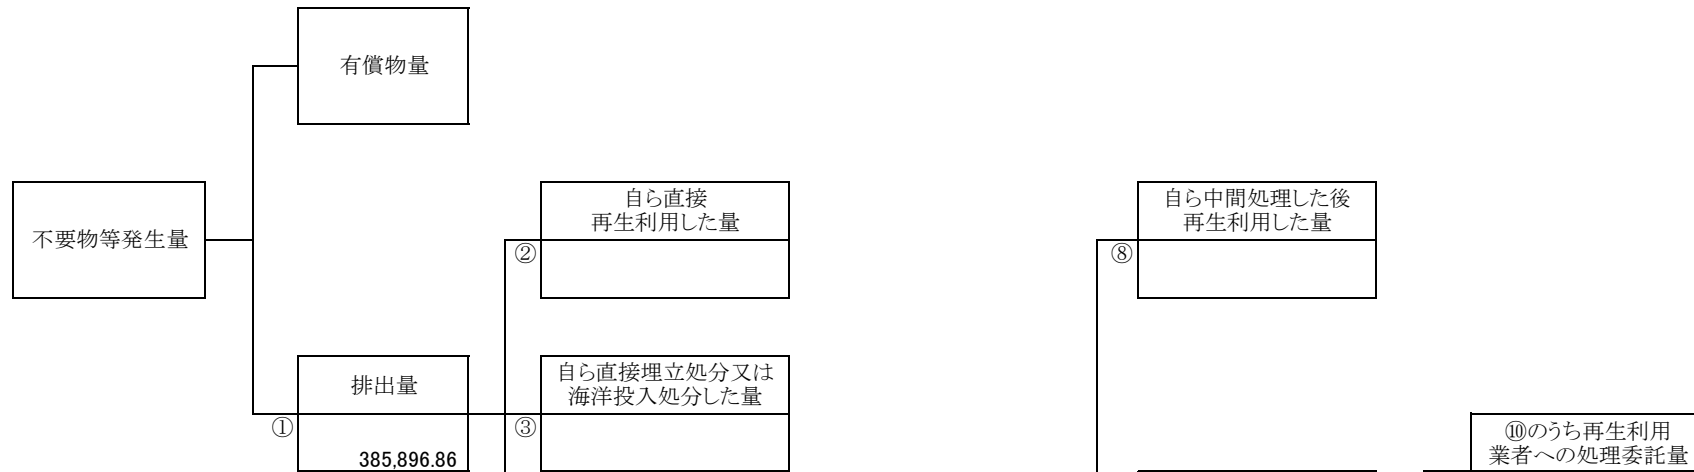 有償物量
不要物等発生量
自ら直接
再生利用した量
②
自ら中間処理した後
再生利用した量
⑧
排出量
①
385,896.86
自ら直接埋立処分又は
海洋投入処分した量
③
⑩のうち再生利用
業者への処理委託量